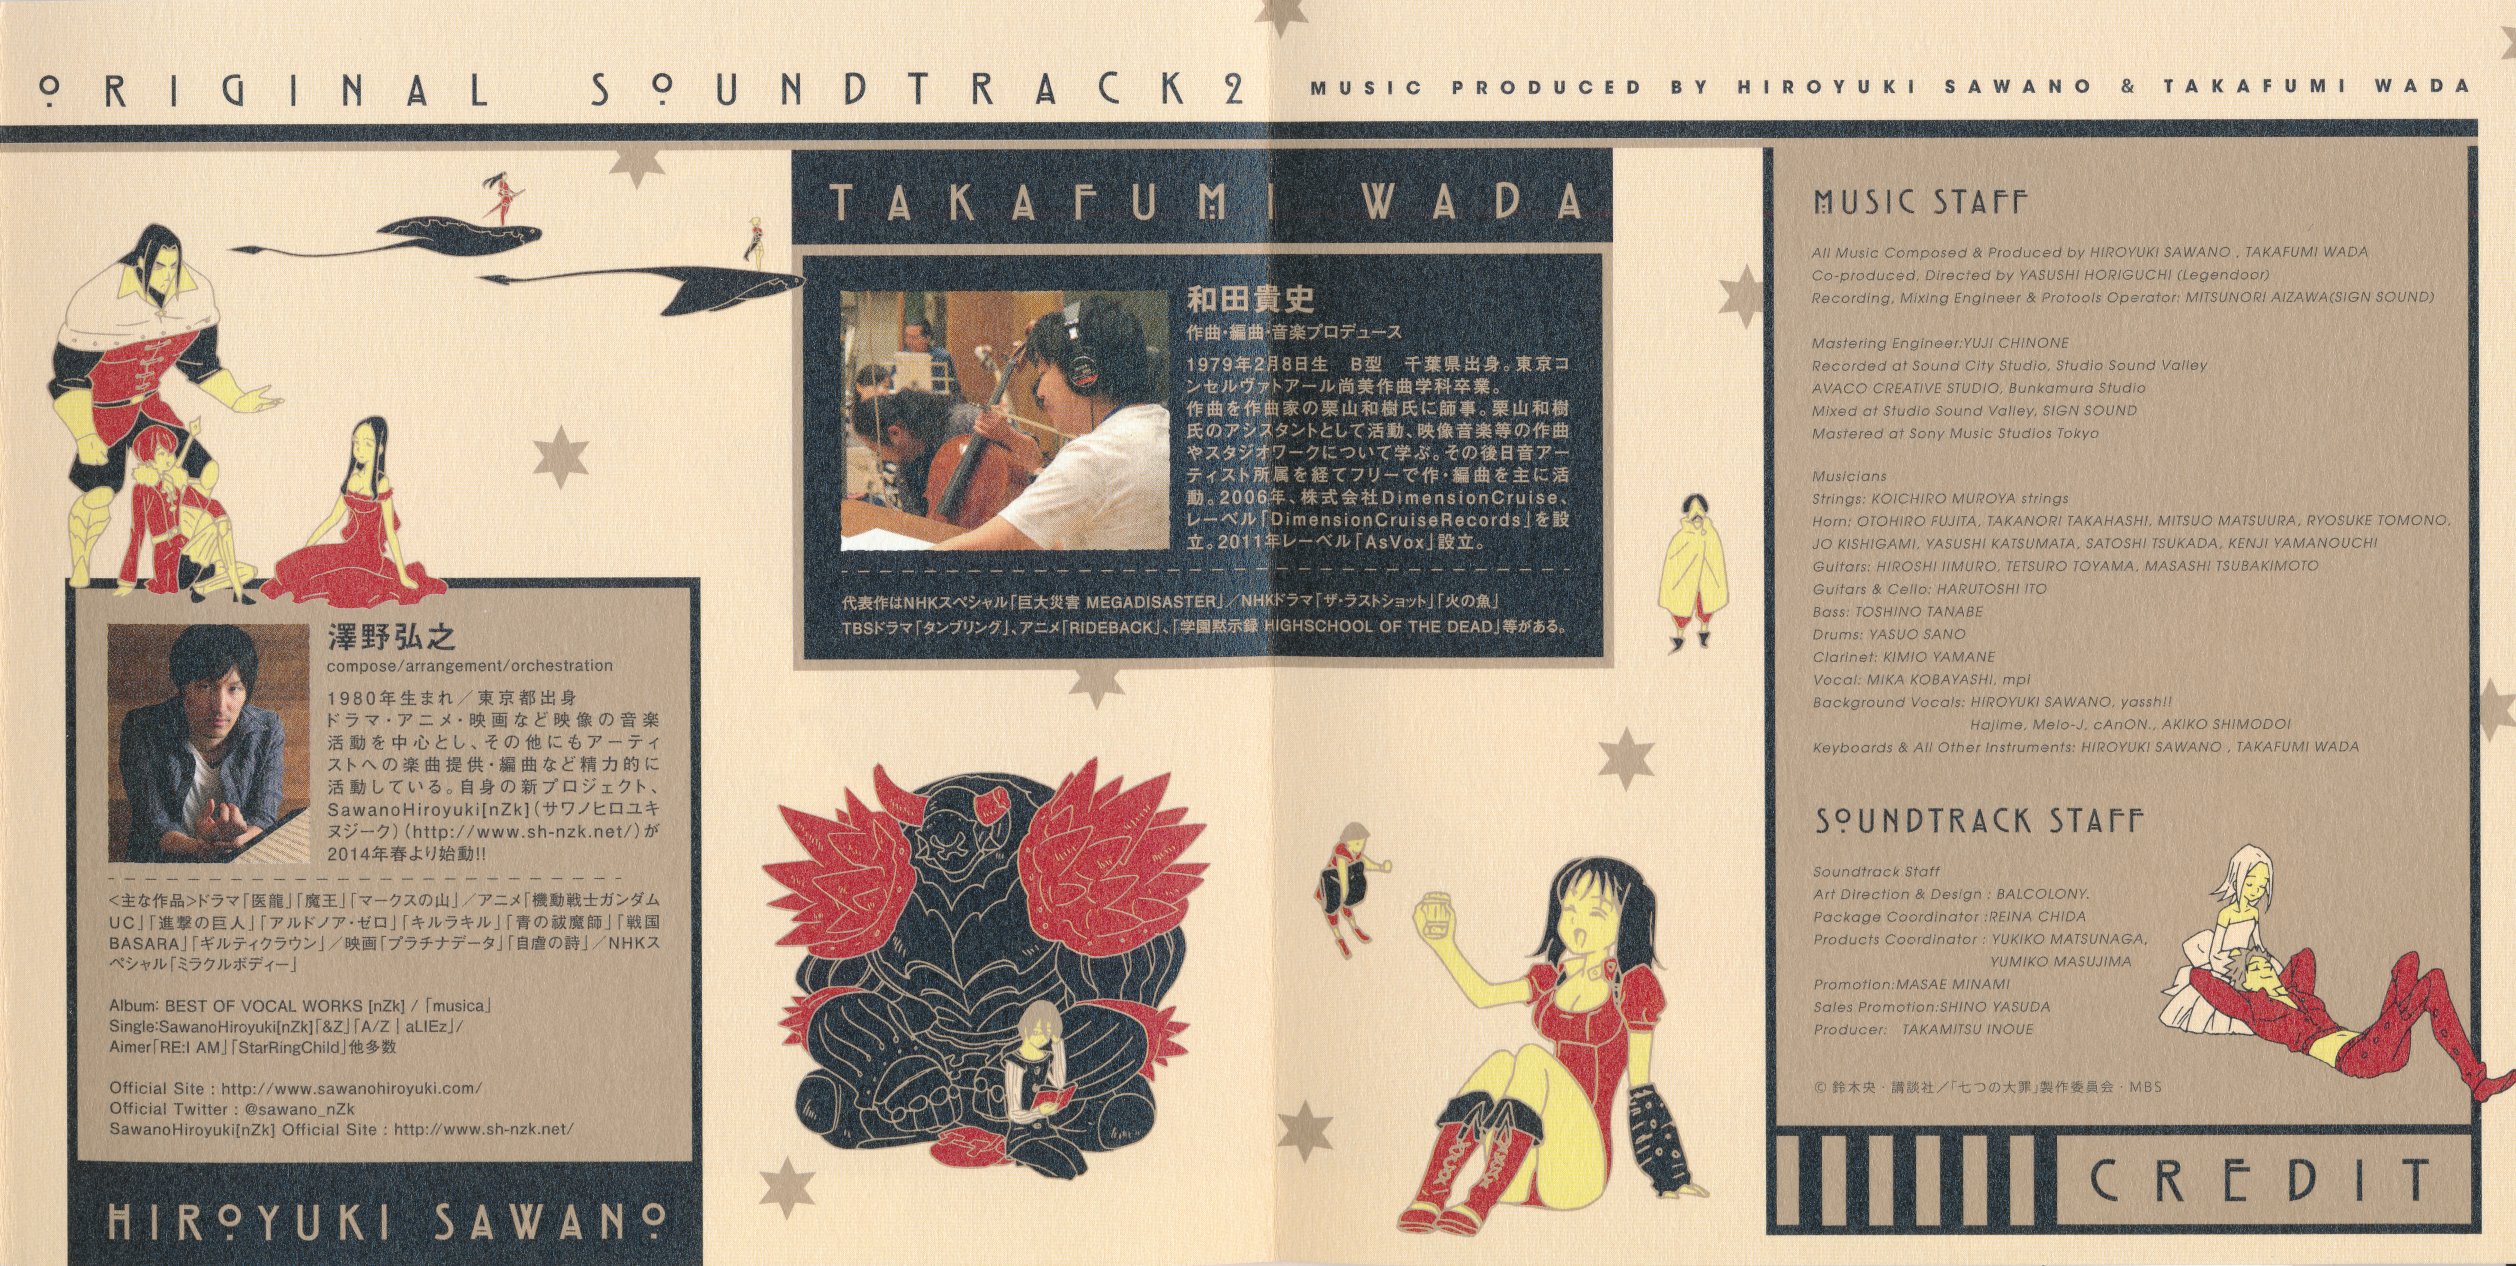 ORIGINAL SOUNDTRACK2
MUSIC PRODUCED BY HIROYUKI SAWANO & TAKAFUMI WADA
澤野弘之
compose/arrangement/orchestration
1980年生まれ／東京都出身
ドラマ・アニメ・映画など映像の音楽
活動を中心とし、その他にもアーティ
ストへの楽曲提供・編曲など精力的に
活動している。自身の新プロジェクト、
SawanoHiroyuki[nZk](サワノヒロユキ
ヌジーク)(http://www.sh-nzk.net/)が
2014年春より始動!!
<主な作品>ドラマ「医龍」「魔王」「マークスの山」／アニメ「機動戦士ガンダム
UC」「進撃の巨人」「アルドノア・ゼロ」「キルラキル」「青の祓魔師」「戦国
BASARA」「ギルティクラウン」／映画「プラチナデータ」「自虐の詩」／NHKス
ペシャル「ミラクルボディー」
Album: BEST OF VOCAL WORKS [nZk] / 「musica」
Single:SawanoHiroyuki[nZk]「&Z」「A/Z | aLIEz」/
Aimer「RE:I AM」「StarRingChild」他多数
Official Site : http://www.sawanohiroyuki.com/
Official Twitter : @sawano_nZk
SawanoHiroyuki[nZk] Official Site : http://www.sh-nzk.net/
HIROYUKI SAWANO
TAKAFUMI WADA
和田貴史
作曲・編曲・音楽プロデュース
1979年2月8日生　B型　千葉県出身。東京コ
ンセルヴァトアール尚美作曲学科卒業。
作曲を作曲家の栗山和樹氏に師事。栗山和樹
氏のアシスタントとして活動、映像音楽等の作曲
やスタジオワークについて学ぶ。その後日音アー
ティスト所属を経てフリーで作・編曲を主に活
動。2006年、株式会社DimensionCruise、
レーベル「DimensionCruiseRecords」を設
立。2011年レーベル「AsVox」設立。
代表作はNHKスペシャル「巨大災害 MEGADISASTER」／NHKドラマ「ザ・ラストショット」「火の魚」
TBSドラマ「タンブリング」、アニメ「RIDEBACK」、「学園黙示録 HIGHSCHOOL OF THE DEAD」等がある。
MUSIC STAFF
All Music Composed & Produced by HIROYUKI SAWANO , TAKAFUMI WADA
Co-produced, Directed by YASUSHI HORIGUCHI (Legendoor)
Recording, Mixing Engineer & Protools Operator: MITSUNORI AIZAWA(SIGN SOUND)
Mastering Engineer:YUJI CHINONE
Recorded at Sound City Studio, Studio Sound Valley
AVACO CREATIVE STUDIO, Bunkamura Studio
Mixed at Studio Sound Valley, SIGN SOUND
Mastered at Sony Music Studios Tokyo
Musicians
Strings: KOICHIRO MUROYA strings
Horn: OTOHIRO FUJITA, TAKANORI TAKAHASHI, MITSUO MATSUURA, RYOSUKE TOMONO,
JO KISHIGAMI, YASUSHI KATSUMATA, SATOSHI TSUKADA, KENJI YAMANOUCHI
Guitars: HIROSHI IIMURO, TETSURO TOYAMA, MASASHI TSUBAKIMOTO
Guitars & Cello: HARUTOSHI ITO
Bass: TOSHINO TANABE
Drums: YASUO SANO
Clarinet: KIMIO YAMANE
Vocal: MIKA KOBAYASHI, mpi
Background Vocals: HIROYUKI SAWANO, yasshII
Hajime, Melo-J, cAnON., AKIKO SHIMODOI
Keyboards & All Other Instruments: HIROYUKI SAWANO , TAKAFUMI WADA
SOUNDTRACK STAFF
Soundtrack Staff
Art Direction & Design : BALCOLONY.
Package Coordinator :REINA CHIDA
Products Coordinator : YUKIKO MATSUNAGA,
YUMIKO MASUJIMA
Promotion:MASAE MINAMI
Sales Promotion:SHINO YASUDA
Producer: TAKAMITSU INOUE
© 鈴木央・講談社／「七つの大罪」製作委員会・MBS
CREDIT